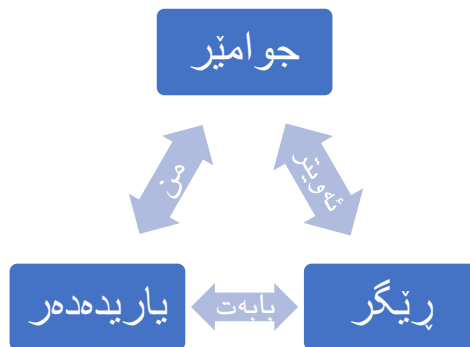 جوامێر
ئەویتر
من
ڕێگر
بابەت
یاریدەدەر